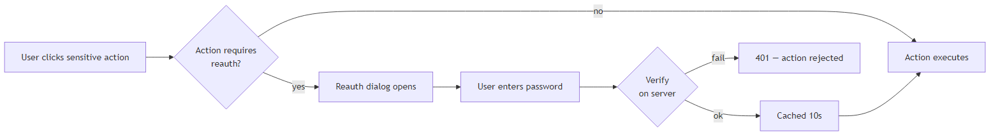 User clicks sensitive action
Action requires
reauth?
no
yes
Reauth dialog opens
User enters password
Verify
on server
fail
401 — action rejected
ok
Cached 10s
Action executes